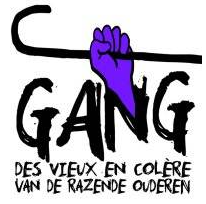 GANG
DES VIEUX EN COLÈRE
VAN DE RAZENDE OUDEREN